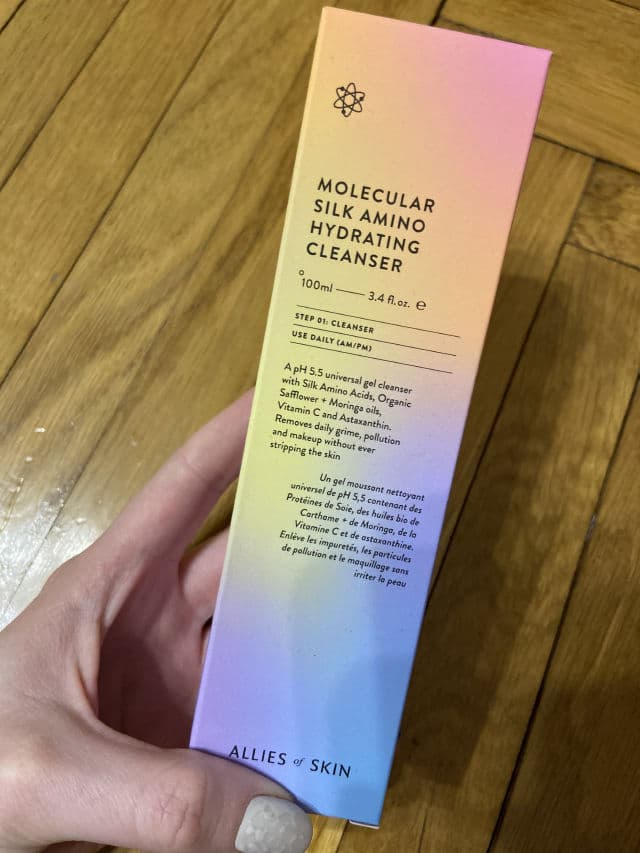 MOLECULAR
SILK AMINO
HYDRATING
CLEANSER
100ml — 3.4 fl.oz. ℮
STEP 01: CLEANSER
USE DAILY (AM/PM)
A pH 5,5 universal gel cleanser
with Silk Amino Acids, Organic
Safflower + Moringa oils,
Vitamin C and Astaxanthin.
Removes daily grime, pollution
and makeup without ever
stripping the skin
Un gel moussant nettoyant
universel de pH 5,5 contenant des
Protéines de Soie, des huiles bio de
Carthame + de Moringa, de la
Vitamine C et de astaxanthine.
Enlève les impuretés, les particules
de pollution et le maquillage sans
irriter la peau
ALLIES of SKIN